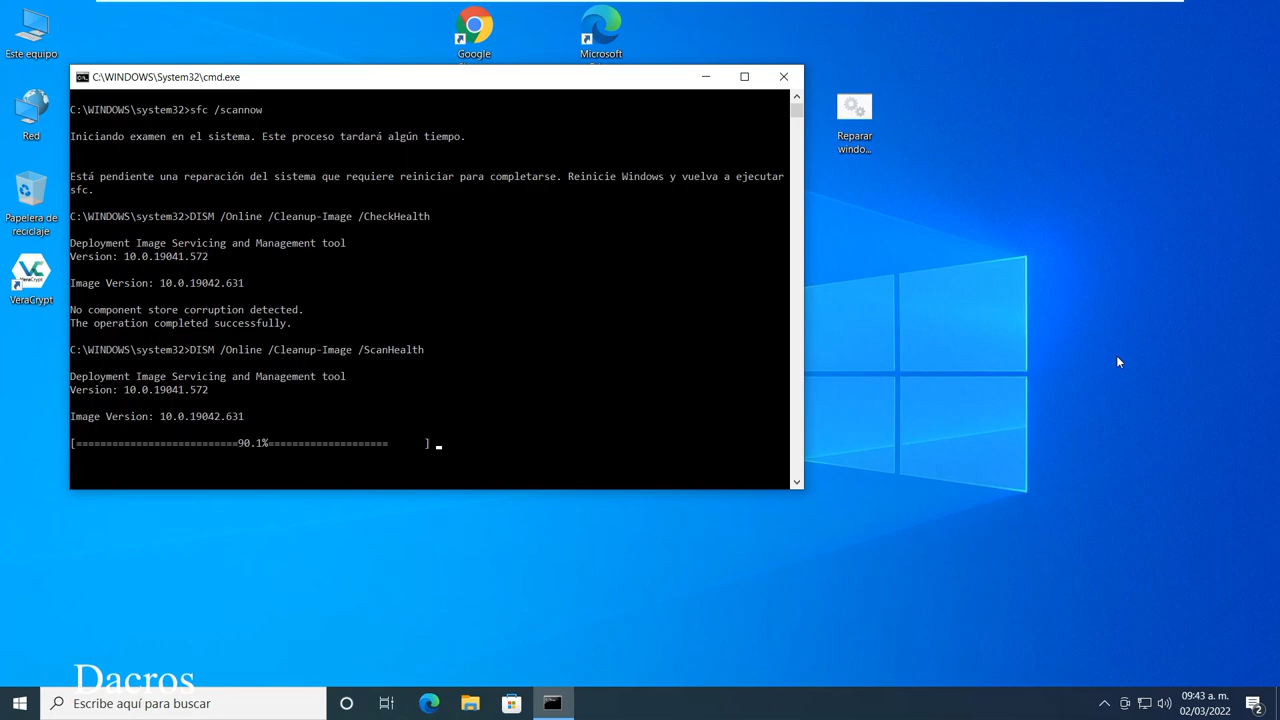 Este equipo
Google
Microsoft
C:\WINDOWS\System32\cmd.exe
C:\WINDOWS\system32>sfc /scannow
Iniciando examen en el sistema. Este proceso tardará algún tiempo.
Está pendiente una reparación del sistema que requiere reiniciar para completarse. Reinicie Windows y vuelva a ejecutar
sfc.
C:\WINDOWS\system32>DISM /Online /Cleanup-Image /CheckHealth
Deployment Image Servicing and Management tool
Version: 10.0.19041.572
Image Version: 10.0.19042.631
No component store corruption detected.
The operation completed successfully.
C:\WINDOWS\system32>DISM /Online /Cleanup-Image /ScanHealth
Deployment Image Servicing and Management tool
Version: 10.0.19041.572
Image Version: 10.0.19042.631
[===========================90.1%====================      ]
Red
Papelera de
reciclaje
VeraCrypt
VeraCrypt
Reparar
windo...
Dacros
Escribe aquí para buscar
09:43 a. m.
02/03/2022
2